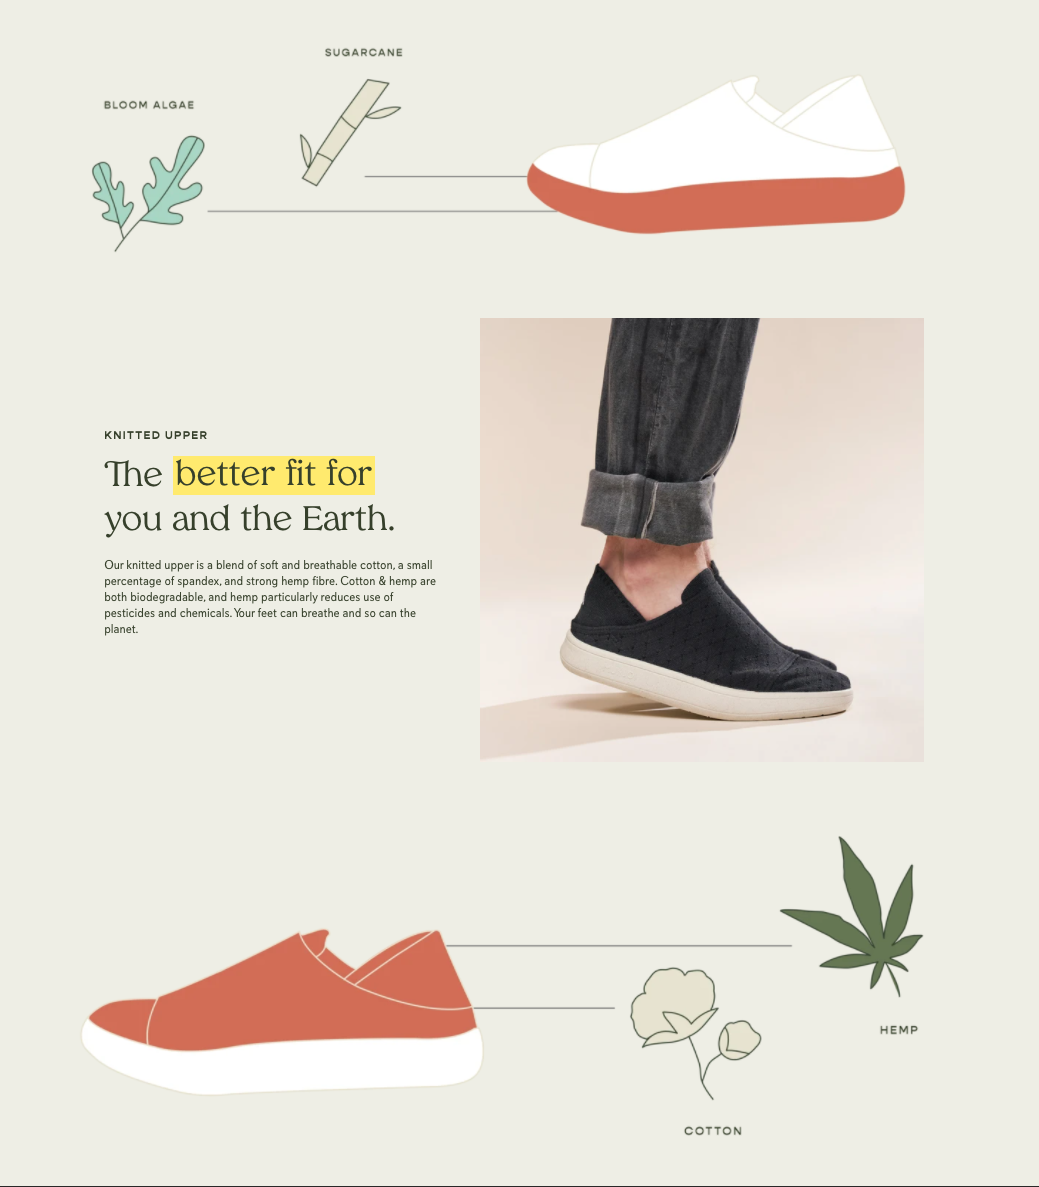 SUGARCANE
BLOOM ALGAE
KNITTED UPPER
The better fit for
you and the Earth.
Our knitted upper is a blend of soft and breathable cotton, a small
percentage of spandex, and strong hemp fibre. Cotton & hemp are
both biodegradable, and hemp particularly reduces use of
pesticides and chemicals. Your feet can breathe and so can the
planet.
HEMP
COTTON